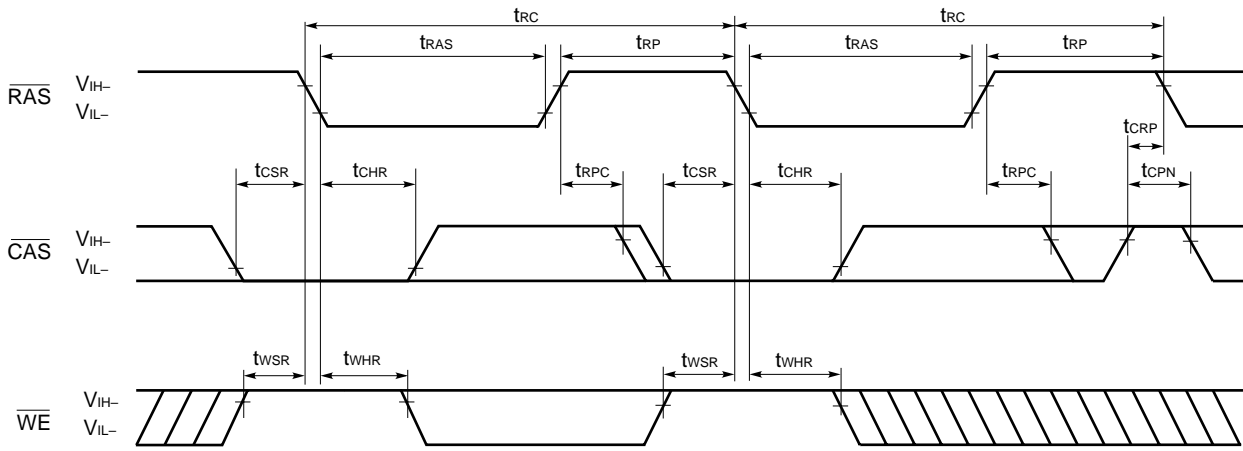 tRC tRC
tRAS tRP tRAS tRP
RAS VIH–
VIL–
tCRP
tCSR tCHR tRPC tCSR tCHR tRPC tCPN
CAS VIH–
VIL–
tWSR tWHR tWSR tWHR
WE VIH–
VIL–